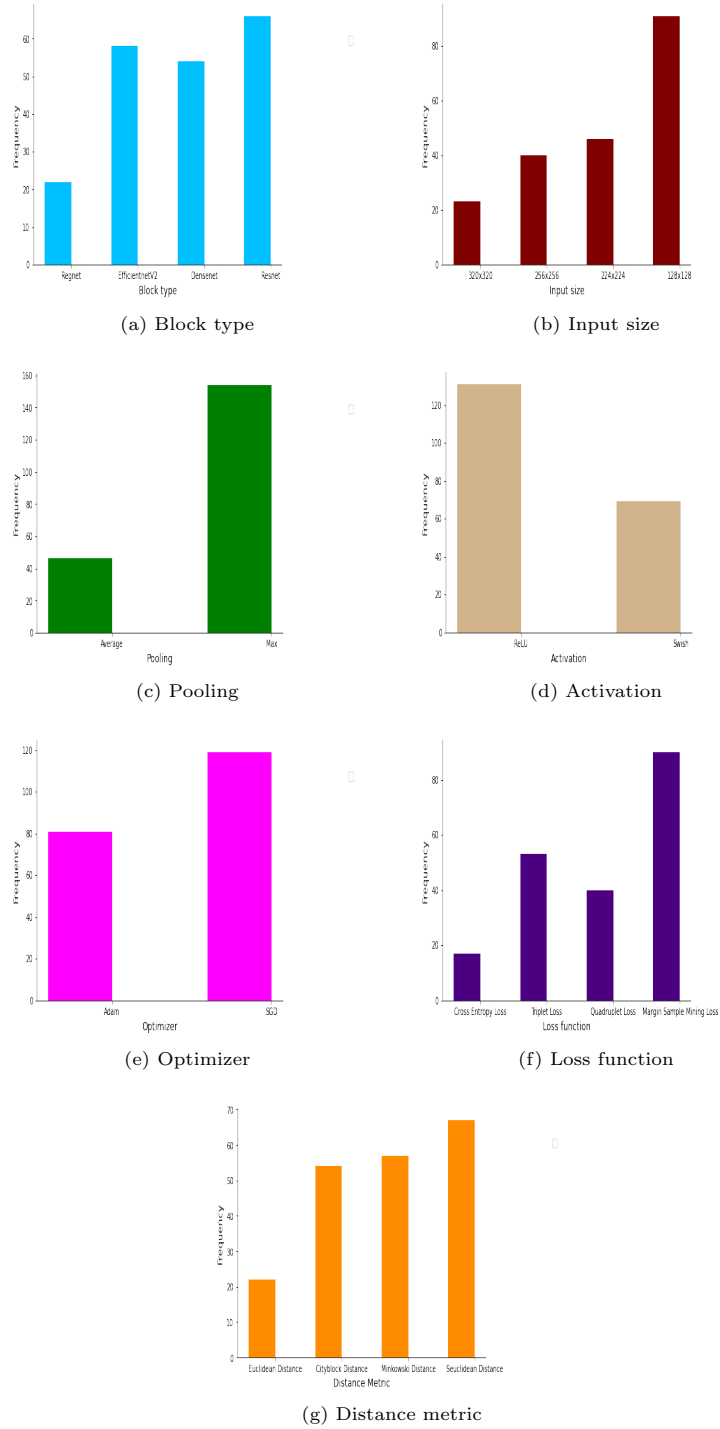 60
50
40
30
20
10
0
Frequency
Regnet EfficientnetV2 Densenet Resnet
Block type
(a) Block type
80
60
40
20
0
Frequency
320x320 256x256 224x224 128x128
Input size
(b) Input size
160
140
120
100
80
60
40
20
0
Frequency
Average Max
Pooling
(c) Pooling
120
100
80
60
40
20
0
Frequency
ReLU Swish
Activation
(d) Activation
120
100
80
60
40
20
0
Frequency
Adam SGD
Optimizer
(e) Optimizer
80
60
40
20
0
Frequency
Cross Entropy Loss Triplet Loss Quadruplet Loss Margin Sample Mining Loss
Loss function
(f) Loss function
70
60
50
40
30
20
10
0
Frequency
Euclidean Distance Cityblock Distance Minkowski Distance Seuclidean Distance
Distance Metric
(g) Distance metric